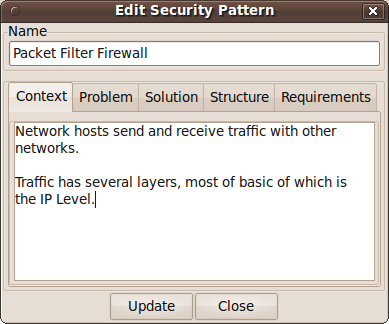 Edit Security Pattern
Name
Packet Filter Firewall
Context Problem Solution Structure Requirements
Network hosts send and receive traffic with other
networks.
Traffic has several layers, most of basic of which is
the IP Level.
Update Close